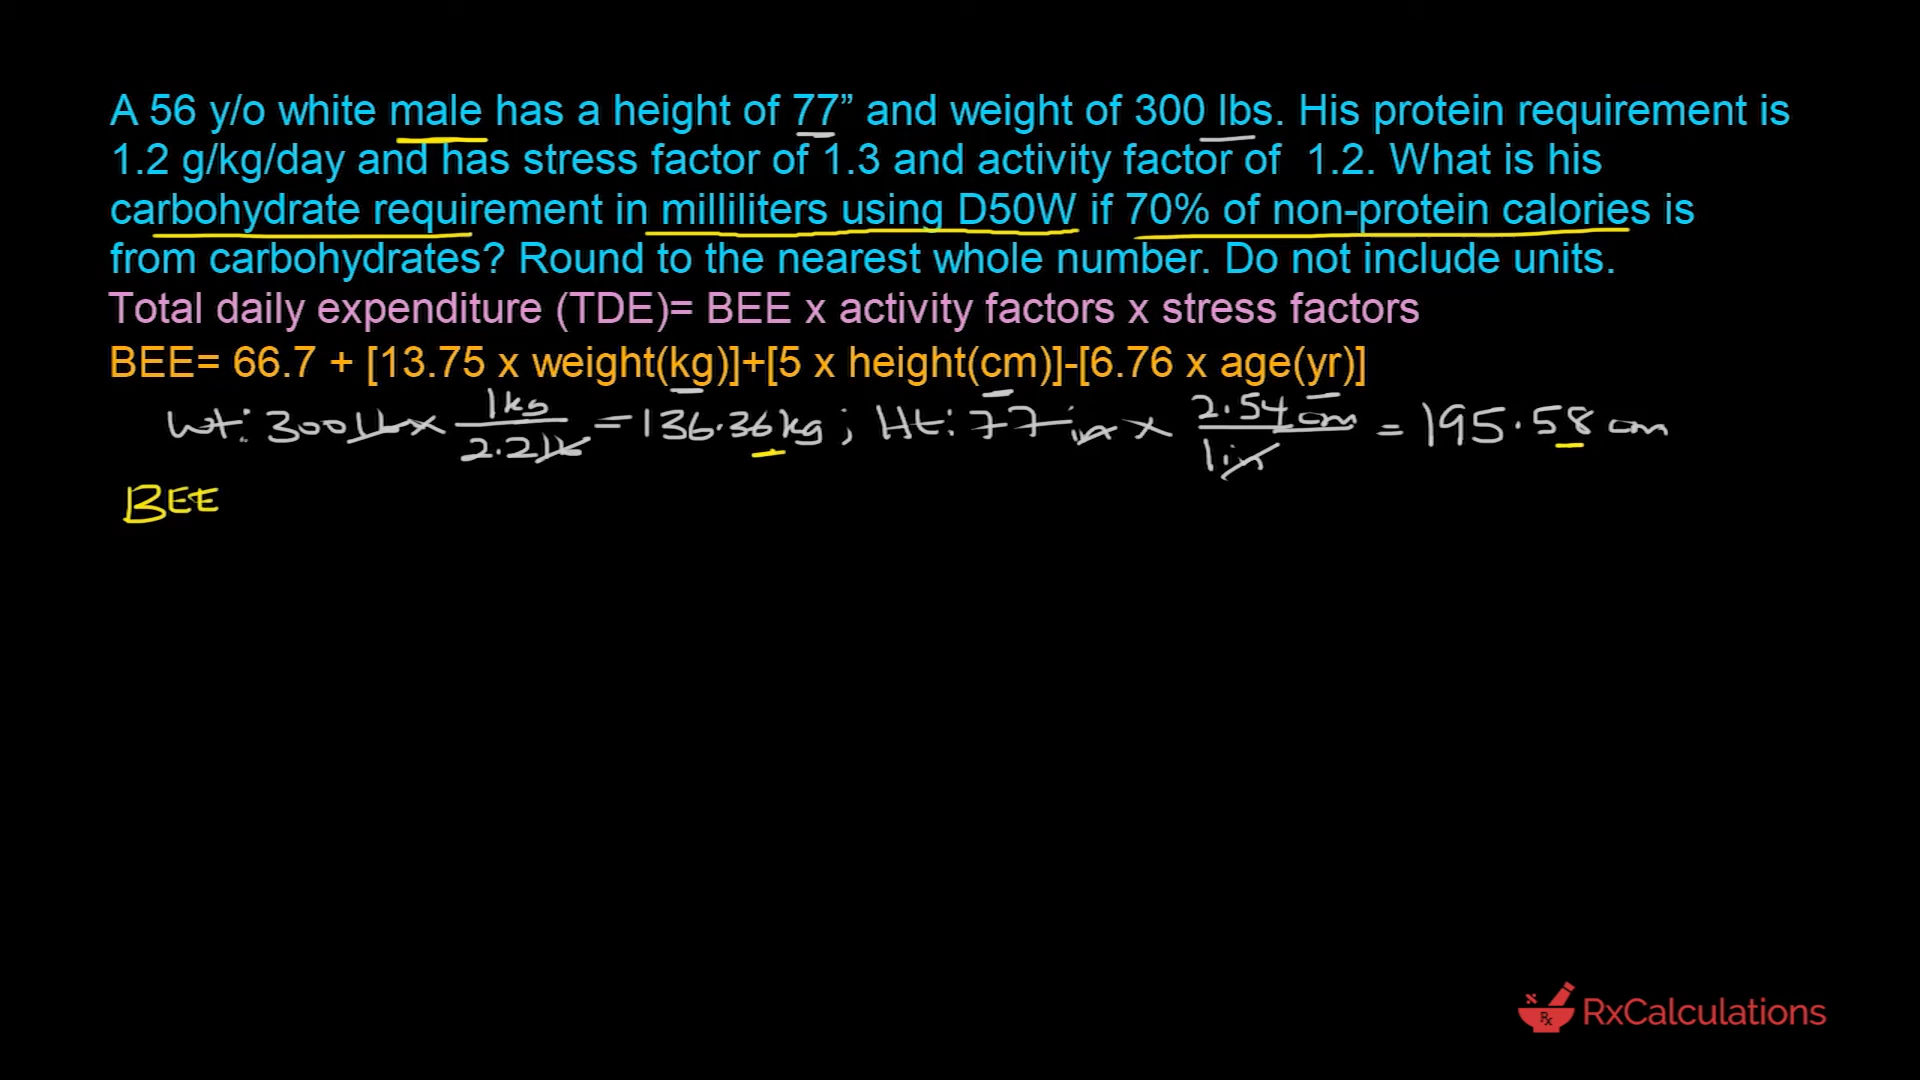 A 56 y/o white male has a height of 77” and weight of 300 lbs. His protein requirement is
1.2 g/kg/day and has stress factor of 1.3 and activity factor of 1.2. What is his
carbohydrate requirement in milliliters using D50W if 70% of non-protein calories is
from carbohydrates? Round to the nearest whole number. Do not include units.
Total daily expenditure (TDE)= BEE x activity factors x stress factors
BEE= 66.7 + [13.75 x weight(kg)]+[5 x height(cm)]-[6.76 x age(yr)]
Wt: 300 lb x 1kg / 2.2 lb = 136.36 kg ; Ht: 77 in x 2.54 cm / 1 in = 195.58 cm
BEE
Rx RxCalculations